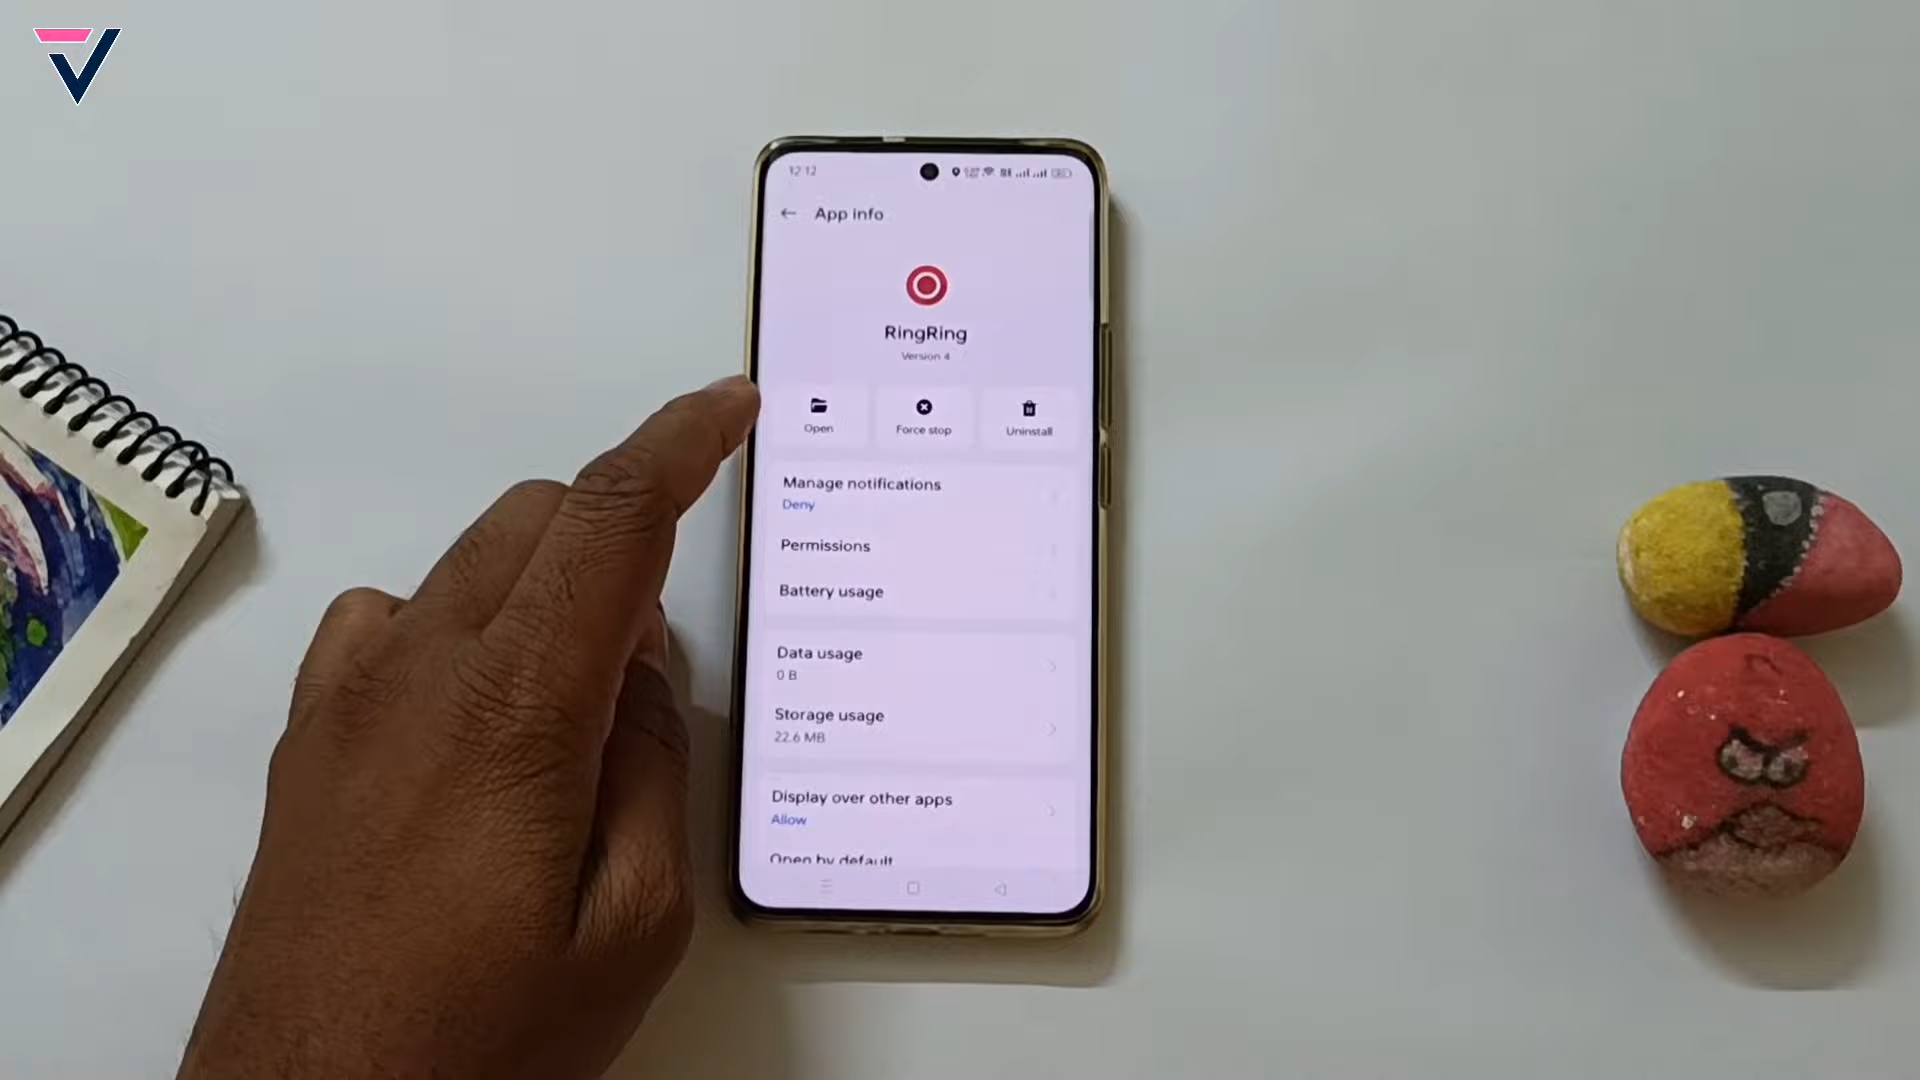 12:12
App info
RingRing
Version 4
Open
Force stop
Uninstall
Manage notifications
Deny
Permissions
Battery usage
Data usage
0 B
Storage usage
22.6 MB
Display over other apps
Allow
Open by default